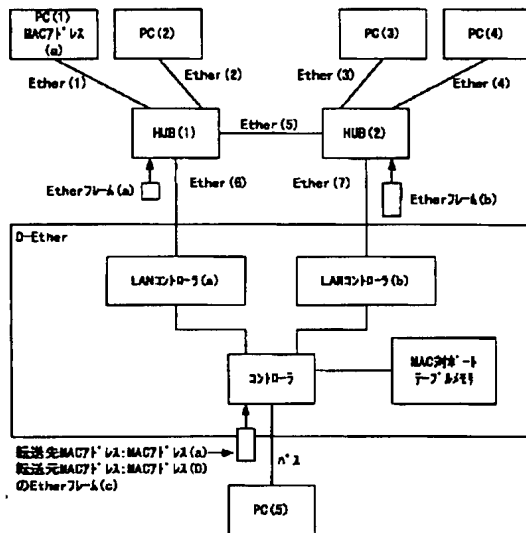 PC(1)
MACアドレス
(a)
PC(2)
PC(3)
PC(4)
Ether(1)
Ether(2)
Ether(3)
Ether(4)
HUB(1)
Ether(5)
HUB(2)
Etherフレーム(a)
Ether(6)
Ether(7)
Etherフレーム(b)
D-Ether
LANコントローラ(a)
LANコントローラ(b)
コントローラ
MAC対ポート
テーブルメモリ
転送先MACアドレス:MACアドレス(a)
転送元MACアドレス:MACアドレス(D)
のEtherフレーム(c)
バス
PC(5)